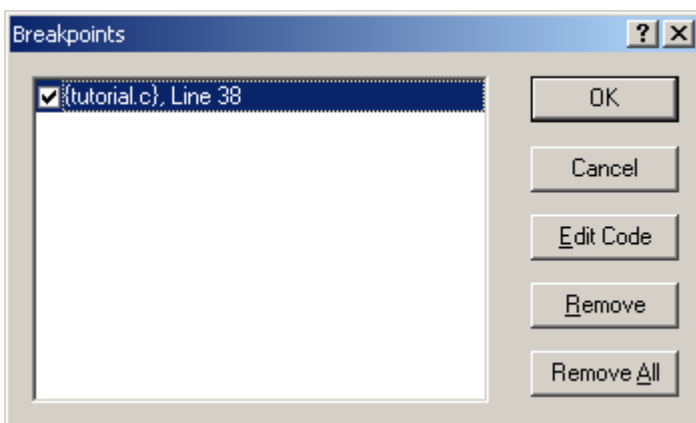 Breakpoints
{tutorial.c}, Line 38
OK
Cancel
Edit Code
Remove
Remove All